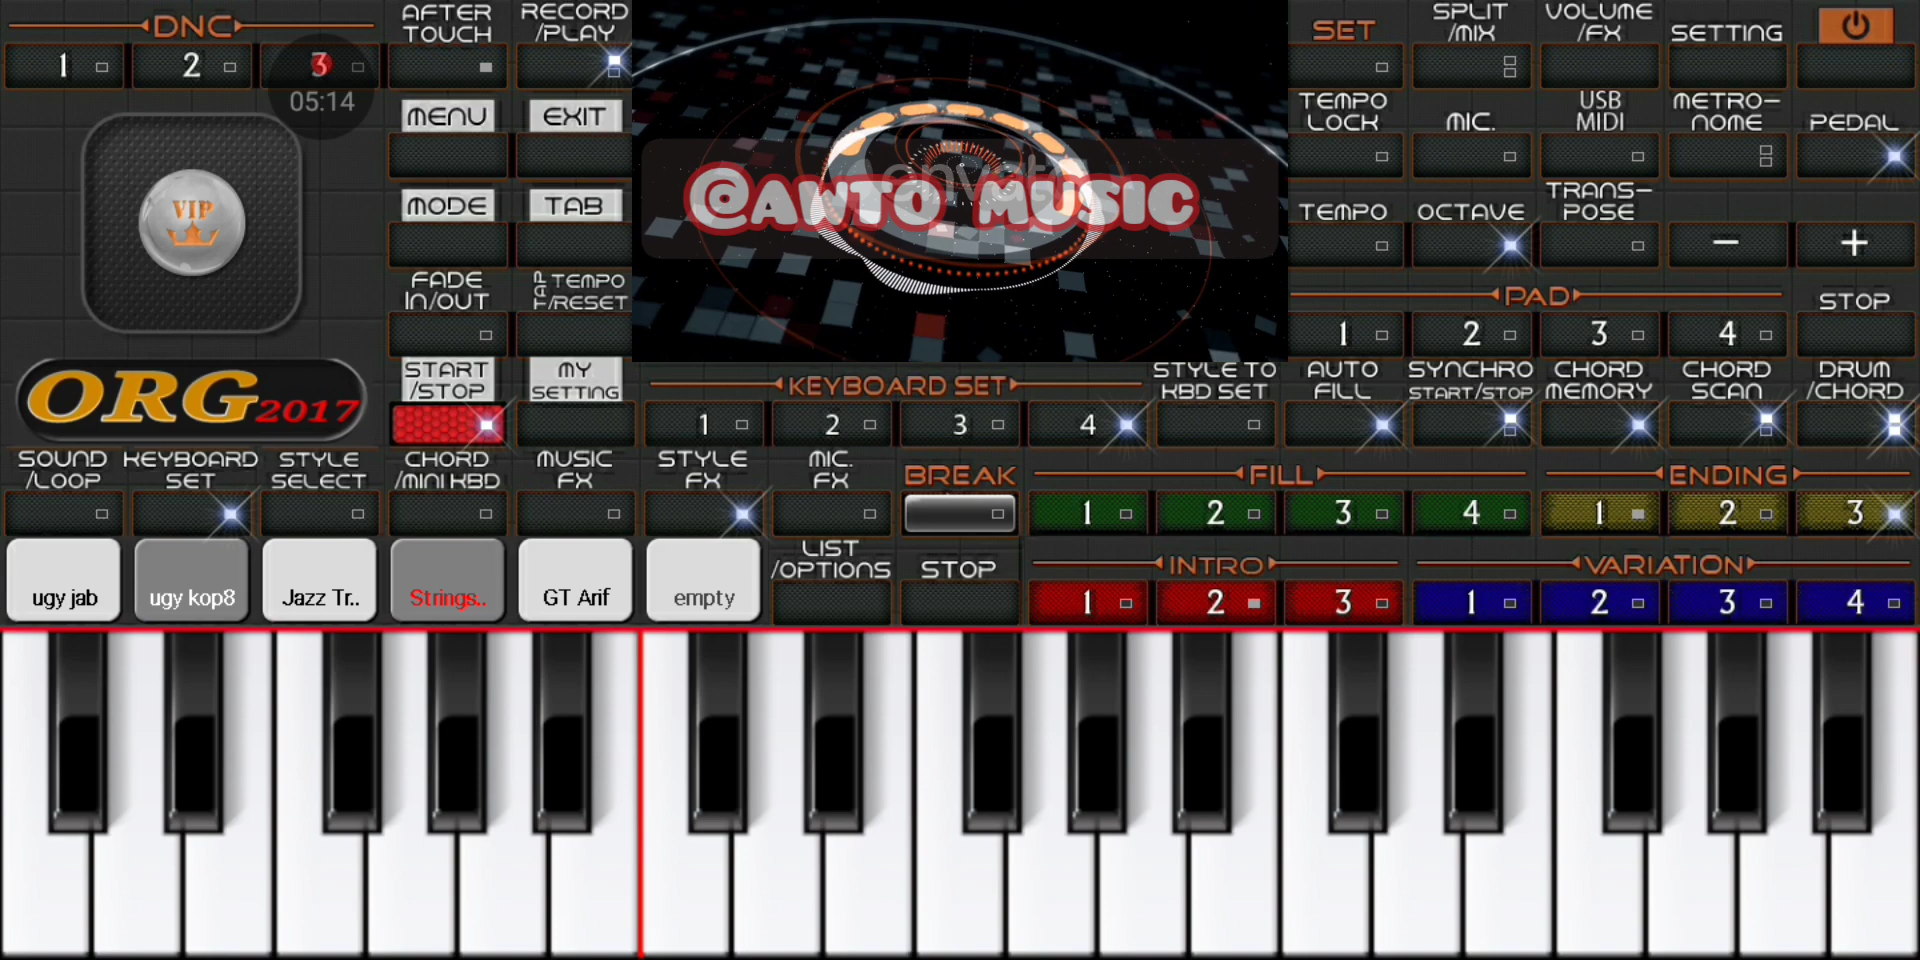 DNC
1
2
3
05:14
AFTER
TOUCH
RECORD
/PLAY
MENU
EXIT
MODE
TAB
FADE
IN/OUT
TAP TEMPO
/RESET
START
/STOP
MY
SETTING
VIP
ORG 2017
@ANTO MUSIC
SET
SPLIT
/MIX
VOLUME
/FX
SETTING
TEMPO
LOCK
MIC.
USB
MIDI
METRO-
NOME
PEDAL
TEMPO
OCTAVE
TRANS-
POSE
−
+
PAD
1
2
3
4
STOP
KEYBOARD SET
1
2
3
4
STYLE TO
KBD SET
AUTO
FILL
SYNCHRO
START/STOP
CHORD
MEMORY
CHORD
SCAN
DRUM
/CHORD
SOUND
/LOOP
KEYBOARD
SET
STYLE
SELECT
CHORD
/MINI KBD
MUSIC
FX
STYLE
FX
MIC.
FX
BREAK
FILL
1
2
3
4
ENDING
1
2
3
ugy jab
ugy kop8
Jazz Tr..
Strings..
GT Arif
empty
LIST
/OPTIONS
STOP
INTRO
1
2
3
VARIATION
1
2
3
4